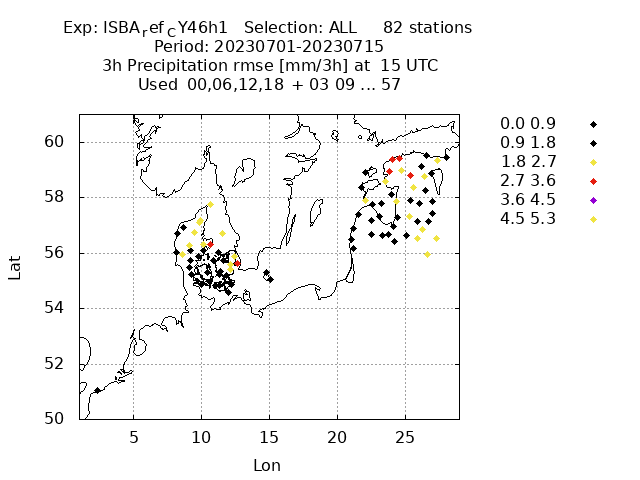 Exp: ISBArefCY46h1 Selection: ALL 82 stations
Period: 20230701-20230715
3h Precipitation rmse [mm/3h] at 15 UTC
Used 00,06,12,18 + 03 09 ... 57
0.0 0.9
0.9 1.8
1.8 2.7
2.7 3.6
3.6 4.5
4.5 5.3
60
58
56
54
52
50
Lat
5 10 15 20 25
Lon